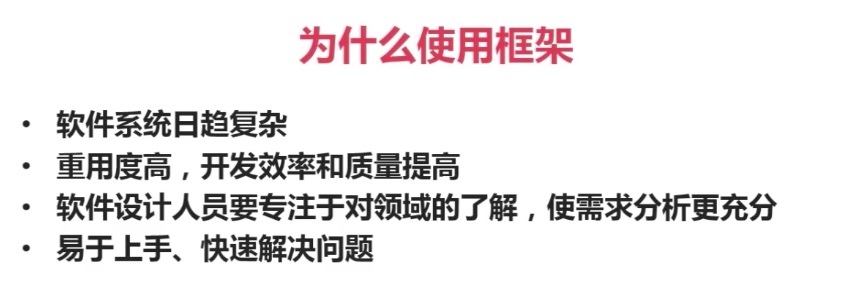 为什么使用框架
• 软件系统日趋复杂
• 重用度高，开发效率和质量提高
• 软件设计人员要专注于对领域的了解，使需求分析更充分
• 易于上手、快速解决问题